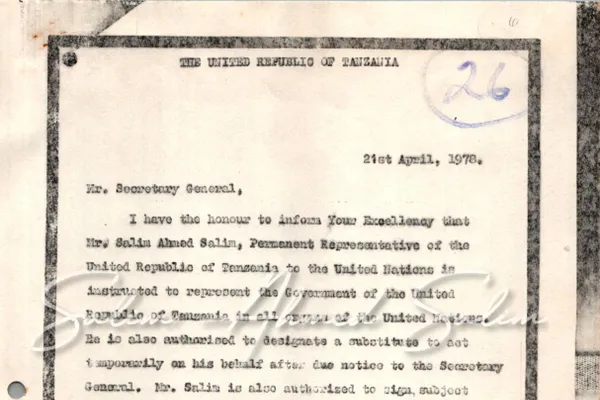 26
THE UNITED REPUBLIC OF TANZANIA
21st April, 1978.
Mr. Secretary General,
I have the honour to inform Your Excellency that
Mr. Salim Ahmed Salim, Permanent Representative of the
United Republic of Tanzania to the United Nations is
instructed to represent the Government of the United
Republic of Tanzania in all organs of the United Nations.
He is also authorised to designate a substitute to act
temporarily on his behalf after due notice to the Secretary
General. Mr. Salim is also authorized to sign, subject
Salim Ahmed Salim